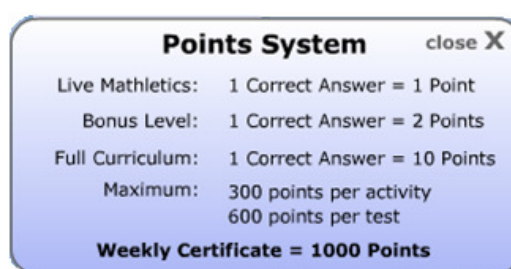 Points System close X
Live Mathletics: 1 Correct Answer = 1 Point
Bonus Level: 1 Correct Answer = 2 Points
Full Curriculum: 1 Correct Answer = 10 Points
Maximum: 300 points per activity
600 points per test
Weekly Certificate = 1000 Points